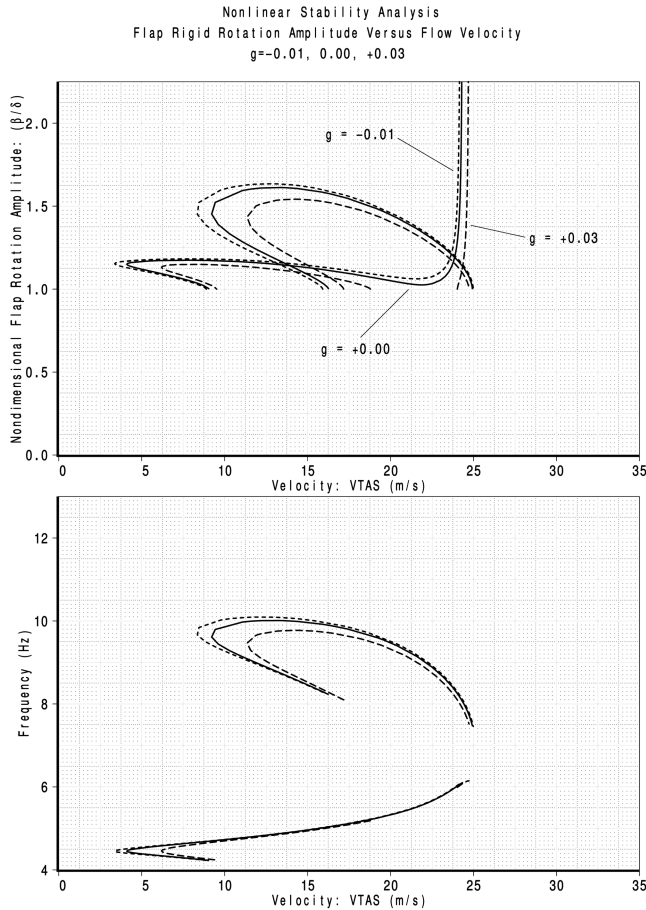 Nonlinear Stability Analysis
Flap Rigid Rotation Amplitude Versus Flow Velocity
g=-0.01, 0.00, +0.03
Nondimensional Flap Rotation Amplitude: (β/δ)
2.0
1.5
1.0
0.5
0.0
g = -0.01
g = +0.03
g = +0.00
0 5 10 15 20 25 30 35
Velocity: VTAS (m/s)
Frequency (Hz)
12
10
8
6
4
0 5 10 15 20 25 30 35
Velocity: VTAS (m/s)